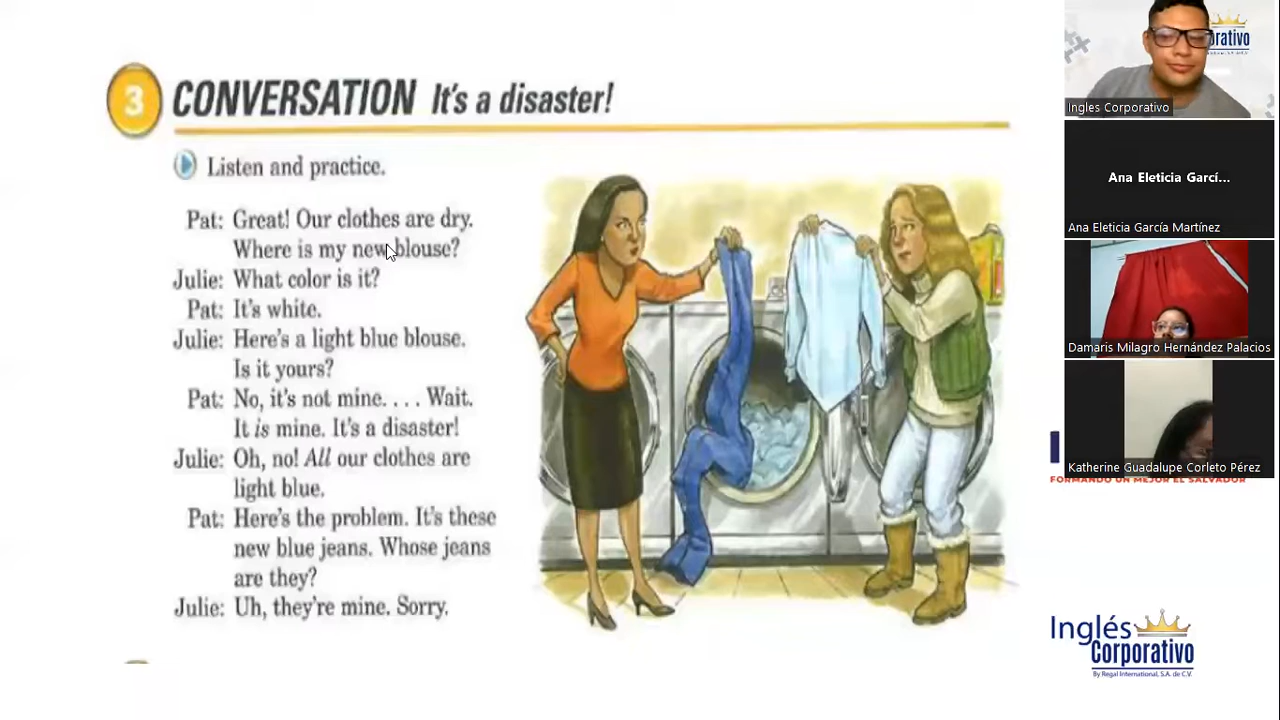 3 CONVERSATION It's a disaster!
Listen and practice.
Pat: Great! Our clothes are dry.
Where is my new blouse?
Julie: What color is it?
Pat: It's white.
Julie: Here's a light blue blouse.
Is it yours?
Pat: No, it's not mine. . . . Wait.
It is mine. It's a disaster!
Julie: Oh, no! All our clothes are
light blue.
Pat: Here's the problem. It's these
new blue jeans. Whose jeans
are they?
Julie: Uh, they're mine. Sorry.
orativo
Ingles Corporativo
Ana Eleticia Garcí...
Ana Eleticia García Martínez
Damaris Milagro Hernández Palacios
Katherine Guadalupe Corleto Pérez
FORMANDO UN MEJOR EL SALVADOR
Inglés
Corporativo
By Regal International, S.A. de C.V.